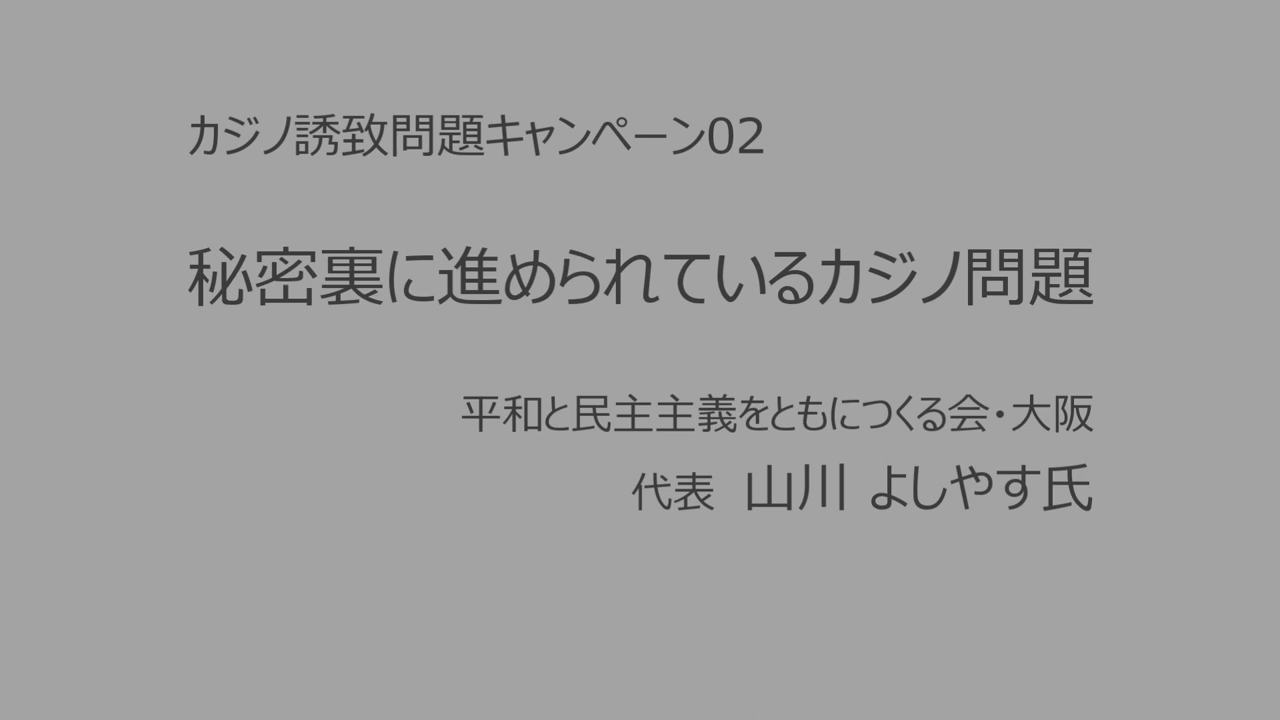 カジノ誘致問題キャンペーン02
秘密裏に進められているカジノ問題
平和と民主主義をともにつくる会・大阪
代表 山川 よしやす氏